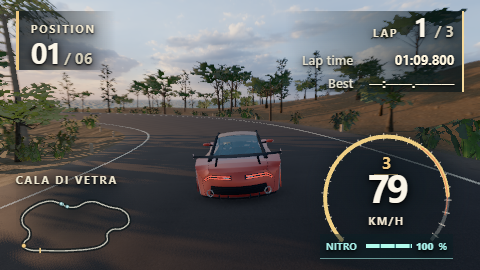 POSITION
01 / 06
LAP 1 / 3
Lap time 01:09.800
Best --:--.---
CALA DI VETRA
3
79
KM/H
NITRO 100 %